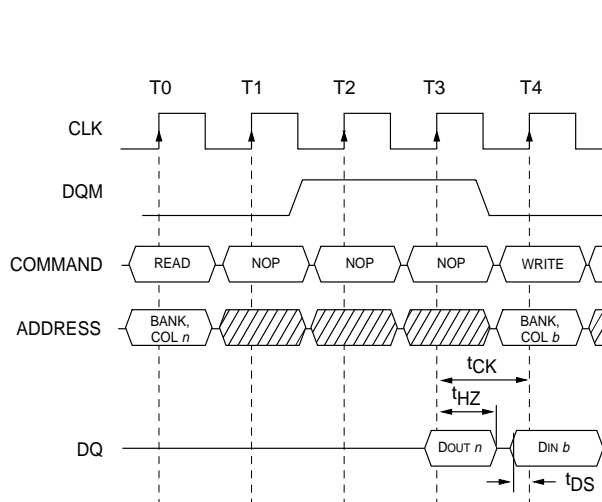 T0 T1 T2 T3 T4
CLK
DQM
COMMAND READ NOP NOP NOP WRITE
ADDRESS BANK, COL n BANK, COL b
tCK
tHZ
DQ DOUT n DIN b
tDS